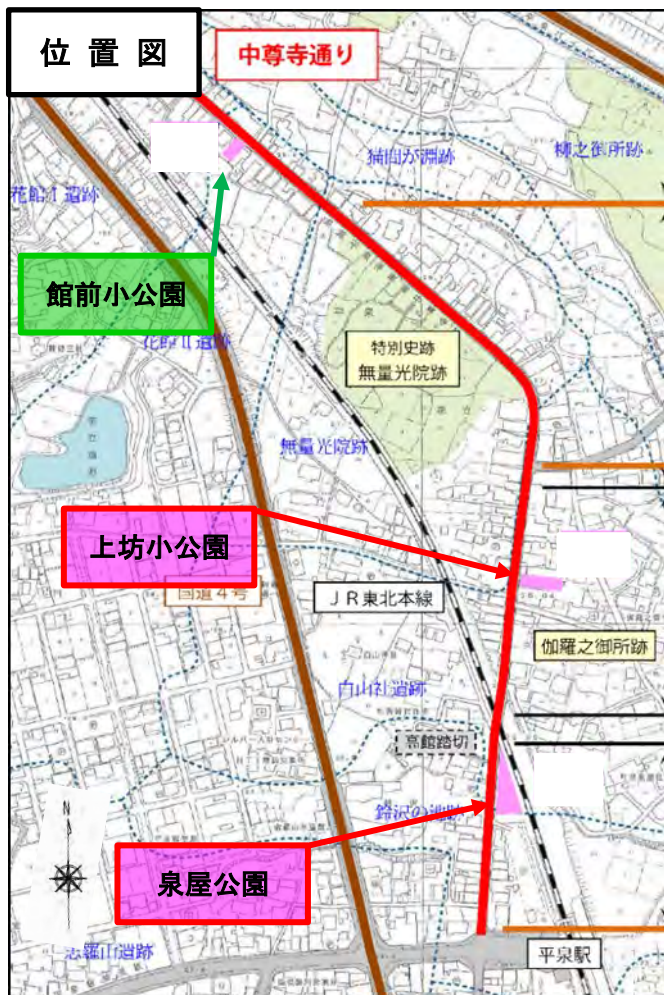 位 置 図
中尊寺通り
猫間が淵跡
柳之御所跡
花館Ⅰ遺跡
館前小公園
花館Ⅱ遺跡
特別史跡
無量光院跡
無量光院跡
上坊小公園
国道4号
JR東北本線
伽羅之御所跡
白山社遺跡
高館踏切
鈴沢の池跡
N
泉屋公園
志羅山遺跡
平泉駅